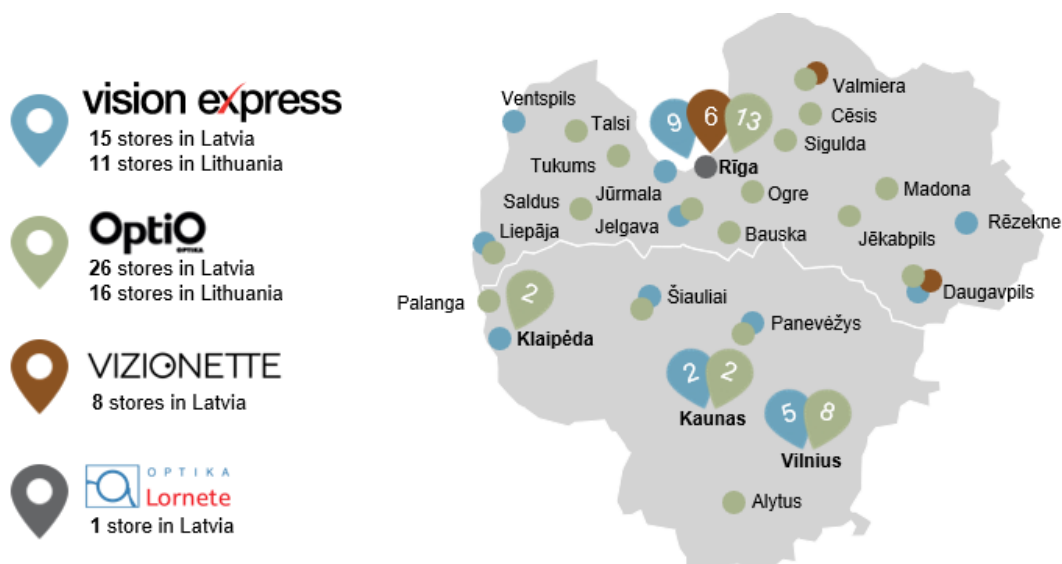 vision express
15 stores in Latvia
11 stores in Lithuania
OptiO
OPTIKA
26 stores in Latvia
16 stores in Lithuania
VIZIONETTE
8 stores in Latvia
OPTIKA
Lornete
1 store in Latvia
Valmiera
Ventspils
Cēsis
Talsi
9
6
13
Sigulda
Tukums
Rīga
Jūrmala
Ogre
Madona
Saldus
Jelgava
Bauska
Jēkabpils
Rēzekne
Liepāja
Daugavpils
Palanga
2
Klaipėda
Šiauliai
Panevėžys
2
2
Kaunas
5
8
Vilnius
Alytus